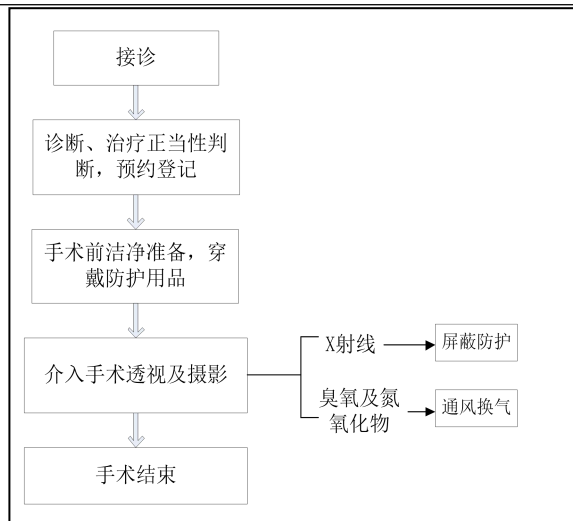 接诊
诊断、治疗正当性判
断，预约登记
手术前洁净准备，穿
戴防护用品
介入手术透视及摄影
X射线
屏蔽防护
臭氧及氮
氧化物
通风换气
手术结束